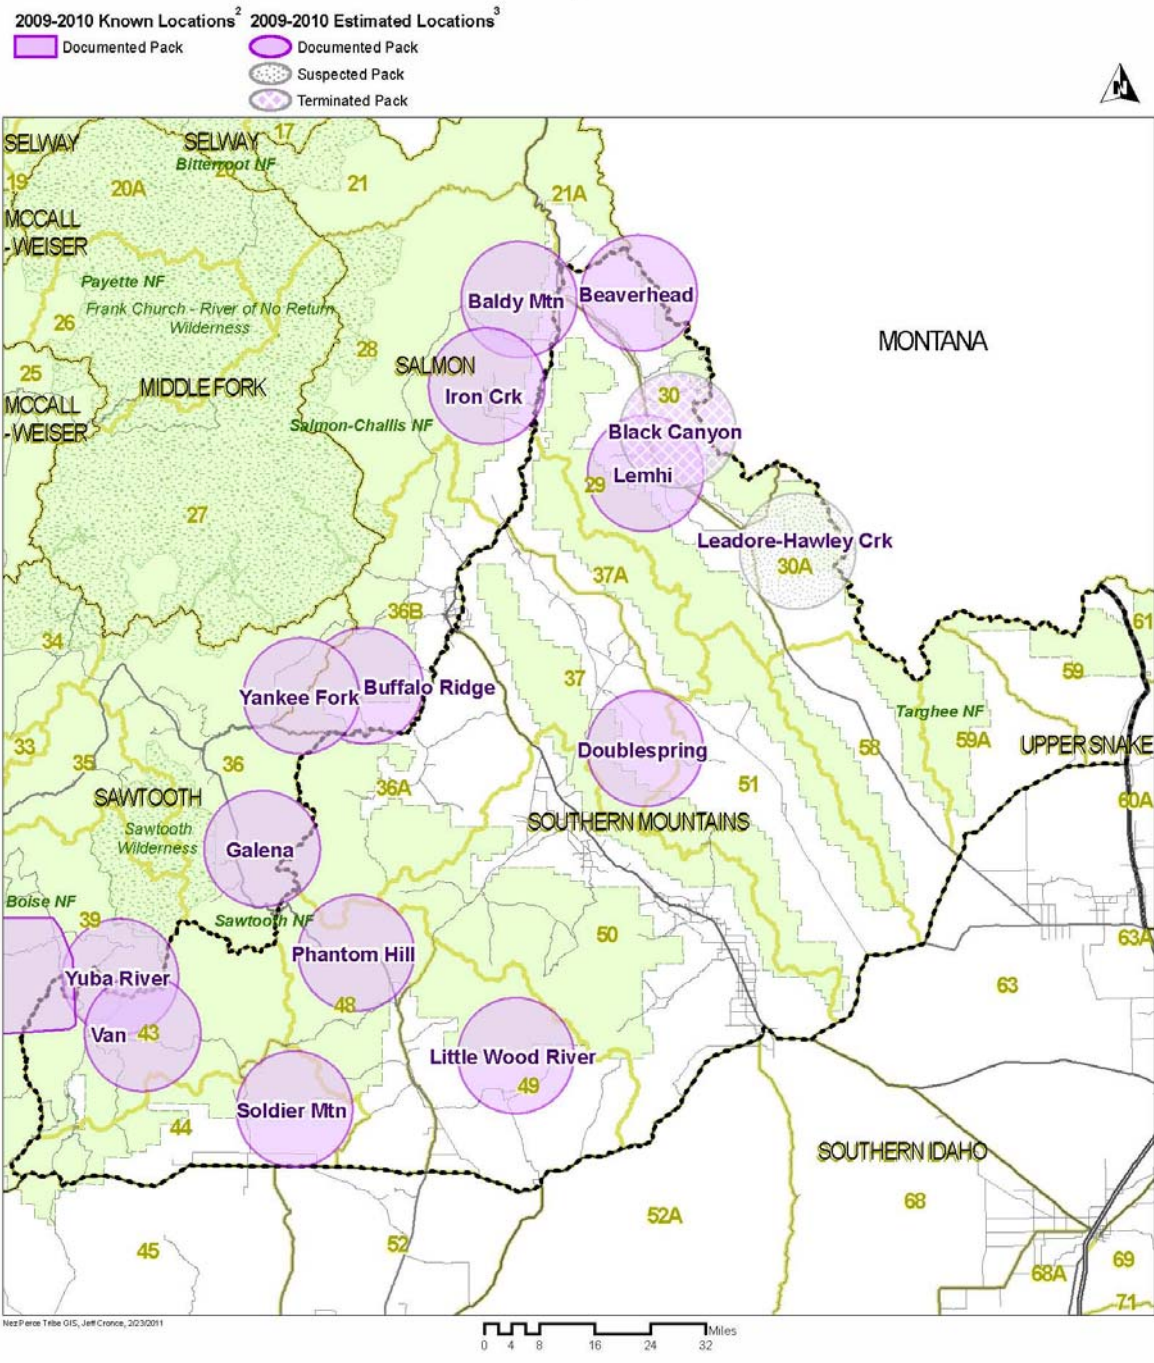 2009-2010 Known Locations2
2009-2010 Estimated Locations3
Documented Pack
Documented Pack
Suspected Pack
Terminated Pack
N
SELWAY
SELWAY
17
Bitterroot NF
20
19
20A
21
21A
MCCALL
-WEISER
Payette NF
Frank Church - River of No Return
Wilderness
26
28
Baldy Mtn
Beaverhead
MONTANA
25
SALMON
MIDDLE FORK
Iron Crk
30
MCCALL
-WEISER
Salmon-Challis NF
Black Canyon
Lemhi
29
27
Leadore-Hawley Crk
30A
37A
36B
34
61
59
37
Yankee Fork
Buffalo Ridge
Targhee NF
59A
33
35
36
Doublespring
58
UPPER SNAKE
36A
51
SAWTOOTH
60A
Sawtooth
Wilderness
SOUTHERN MOUNTAINS
Galena
Boise NF
39
Sawtooth NF
50
63A
Phantom Hill
Yuba River
63
48
Van
43
Little Wood River
49
Soldier Mtn
44
SOUTHERN IDAHO
68
52A
45
52
68A
69
71
Nez Perce Tribe GIS, Jeff Cronce, 2/23/2011
Miles
0 4 8 16 24 32